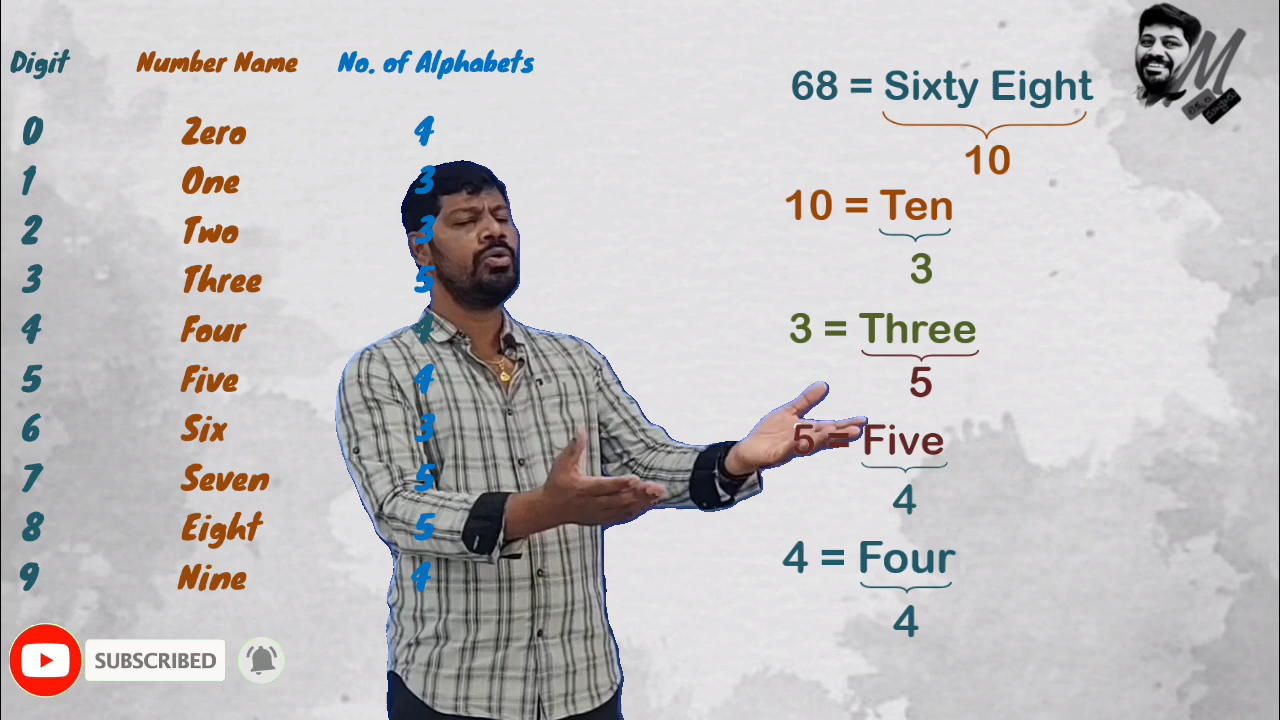 Digit Number Name No. of Alphabets
0 Zero 4
1 One 3
2 Two 3
3 Three 5
4 Four 4
5 Five 4
6 Six 3
7 Seven 5
8 Eight 5
9 Nine 4
68 = Sixty Eight
10
10 = Ten
3
3 = Three
5
5 = Five
4
4 = Four
4
M
SUBSCRIBED